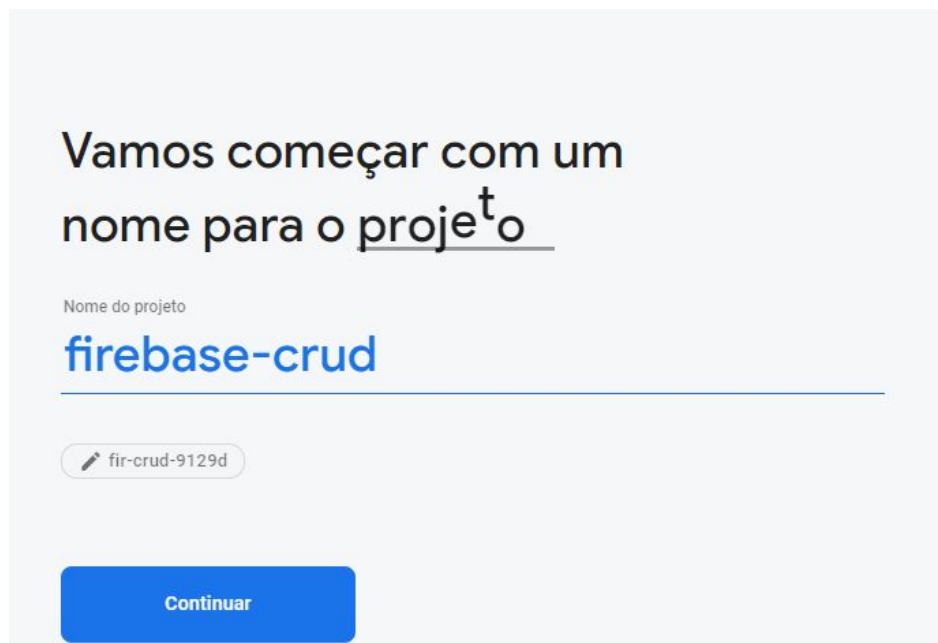 Vamos começar com um
nome para o projeto
Nome do projeto
firebase-crud
fir-crud-9129d
Continuar